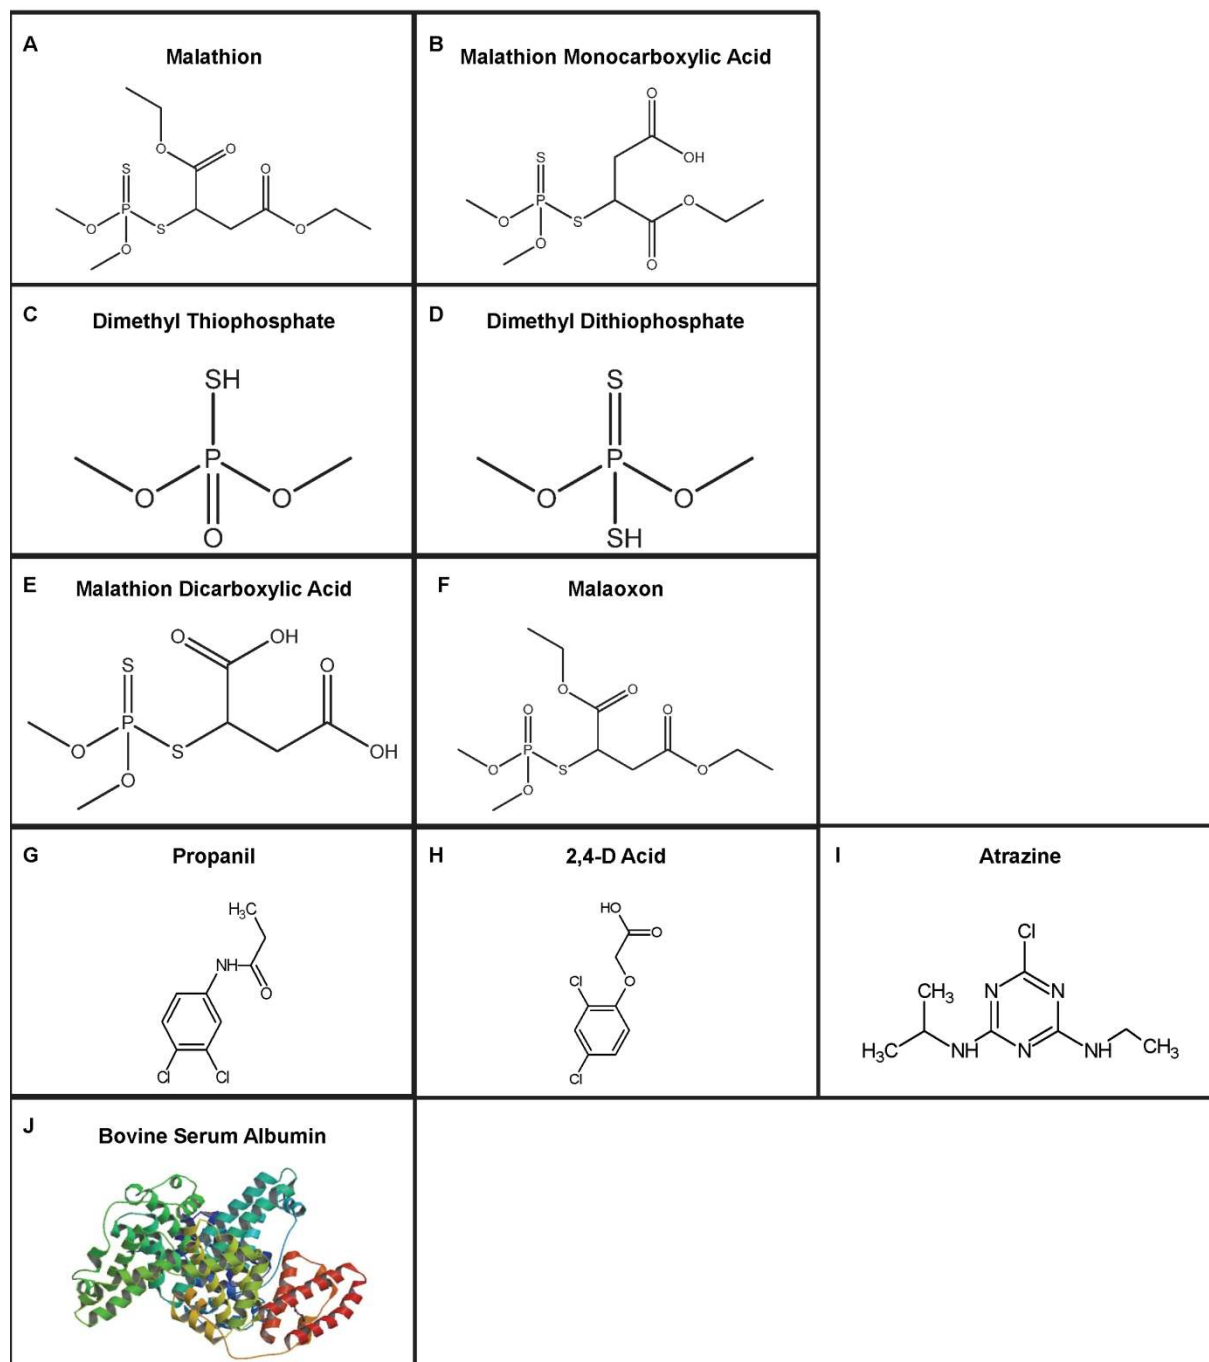 A
Malathion
O
O
O
S
P
O
S
O
O
B
Malathion Monocarboxylic Acid
O
S
OH
P
O
O
S
O
O
C
Dimethyl Thiophosphate
SH
P
O
O
O
D
Dimethyl Dithiophosphate
S
P
O
O
SH
E
Malathion Dicarboxylic Acid
O
OH
S
O
P
O
S
OH
O
F
Malaoxon
O
O
O
O
P
O
S
O
O
G
Propanil
H₃C
NH
O
Cl
Cl
H
2,4-D Acid
HO
O
O
Cl
Cl
I
Atrazine
Cl
CH₃
N
N
H₃C
NH
N
NH
CH₃
J
Bovine Serum Albumin